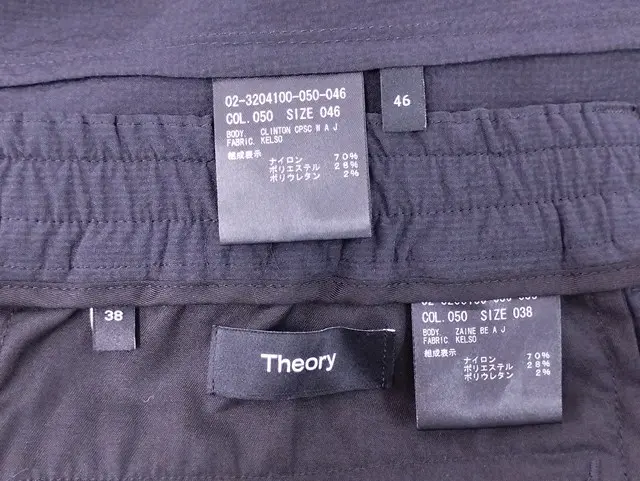 02-3204100-050-046
COL. 050 SIZE 046
BODY. CLINTON CPSC W A J
FABRIC. KELSO
組成表示
ナイロン 70%
ポリエステル 28%
ポリウレタン 2%
46
38
Theory
COL. 050 SIZE 038
BODY. ZAINE BE A J
FABRIC. KELSO
組成表示
ナイロン 70%
ポリエステル 28%
ポリウレタン 2%